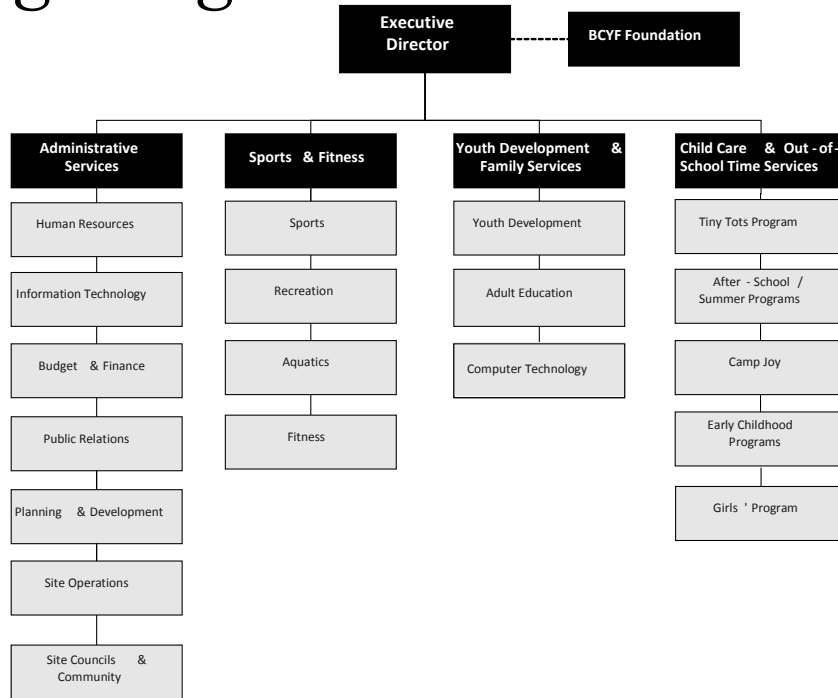 Executive
Director
BCYF Foundation
Administrative
Services
Sports & Fitness
Youth Development &
Family Services
Child Care & Out - of -
School Time Services
Human Resources
Information Technology
Budget & Finance
Public Relations
Planning & Development
Site Operations
Site Councils &
Community
Sports
Recreation
Aquatics
Fitness
Youth Development
Adult Education
Computer Technology
Tiny Tots Program
After - School /
Summer Programs
Camp Joy
Early Childhood
Programs
Girls ' Program